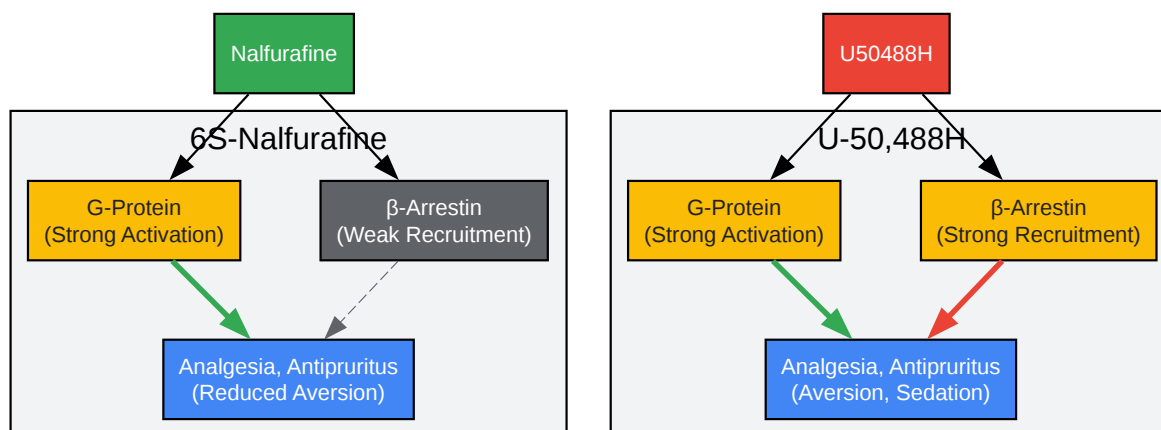 Nalfurafine
6S-Nalfurafine
G-Protein
(Strong Activation)
β-Arrestin
(Weak Recruitment)
Analgesia, Antipruritus
(Reduced Aversion)
U50488H
U-50,488H
G-Protein
(Strong Activation)
β-Arrestin
(Strong Recruitment)
Analgesia, Antipruritus
(Aversion, Sedation)